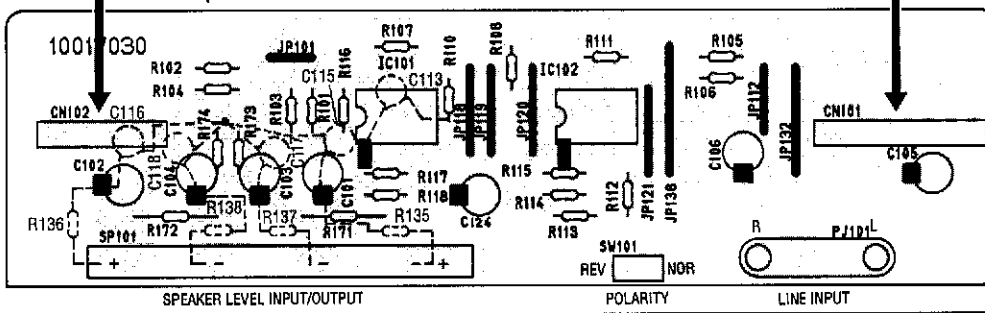 10017030
R102
R104
JP101
R107
IC101
C113
R110
R108
IC102
R111
R105
R106
CN102
C116
C115
R116
R103
R101
R174
R173
C117
JP118
JP119
JP120
JP112
JP132
CN101
C102
C118
C104
C103
C101
R117
R118
C124
R115
R114
R112
R113
JP121
JP136
C106
C105
R136
R172
R138
R137
R171
R135
SP101
+ - - +
SW101
REV NOR
R PJ101 L
SPEAKER LEVEL INPUT/OUTPUT
POLARITY
LINE INPUT